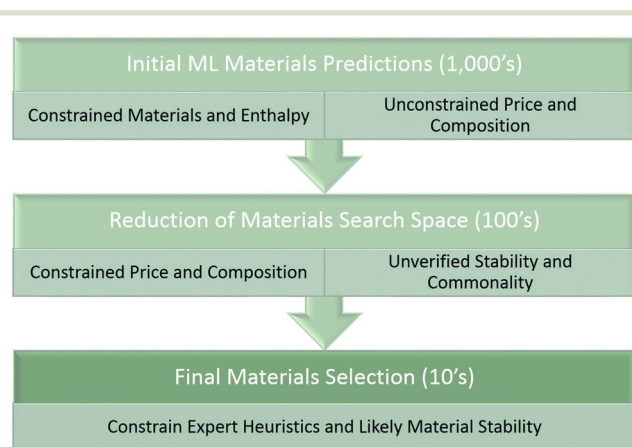 Initial ML Materials Predictions (1,000's)
Constrained Materials and Enthalpy
Unconstrained Price and
Composition
Reduction of Materials Search Space (100's)
Constrained Price and Composition
Unverified Stability and
Commonality
Final Materials Selection (10's)
Constrain Expert Heuristics and Likely Material Stability